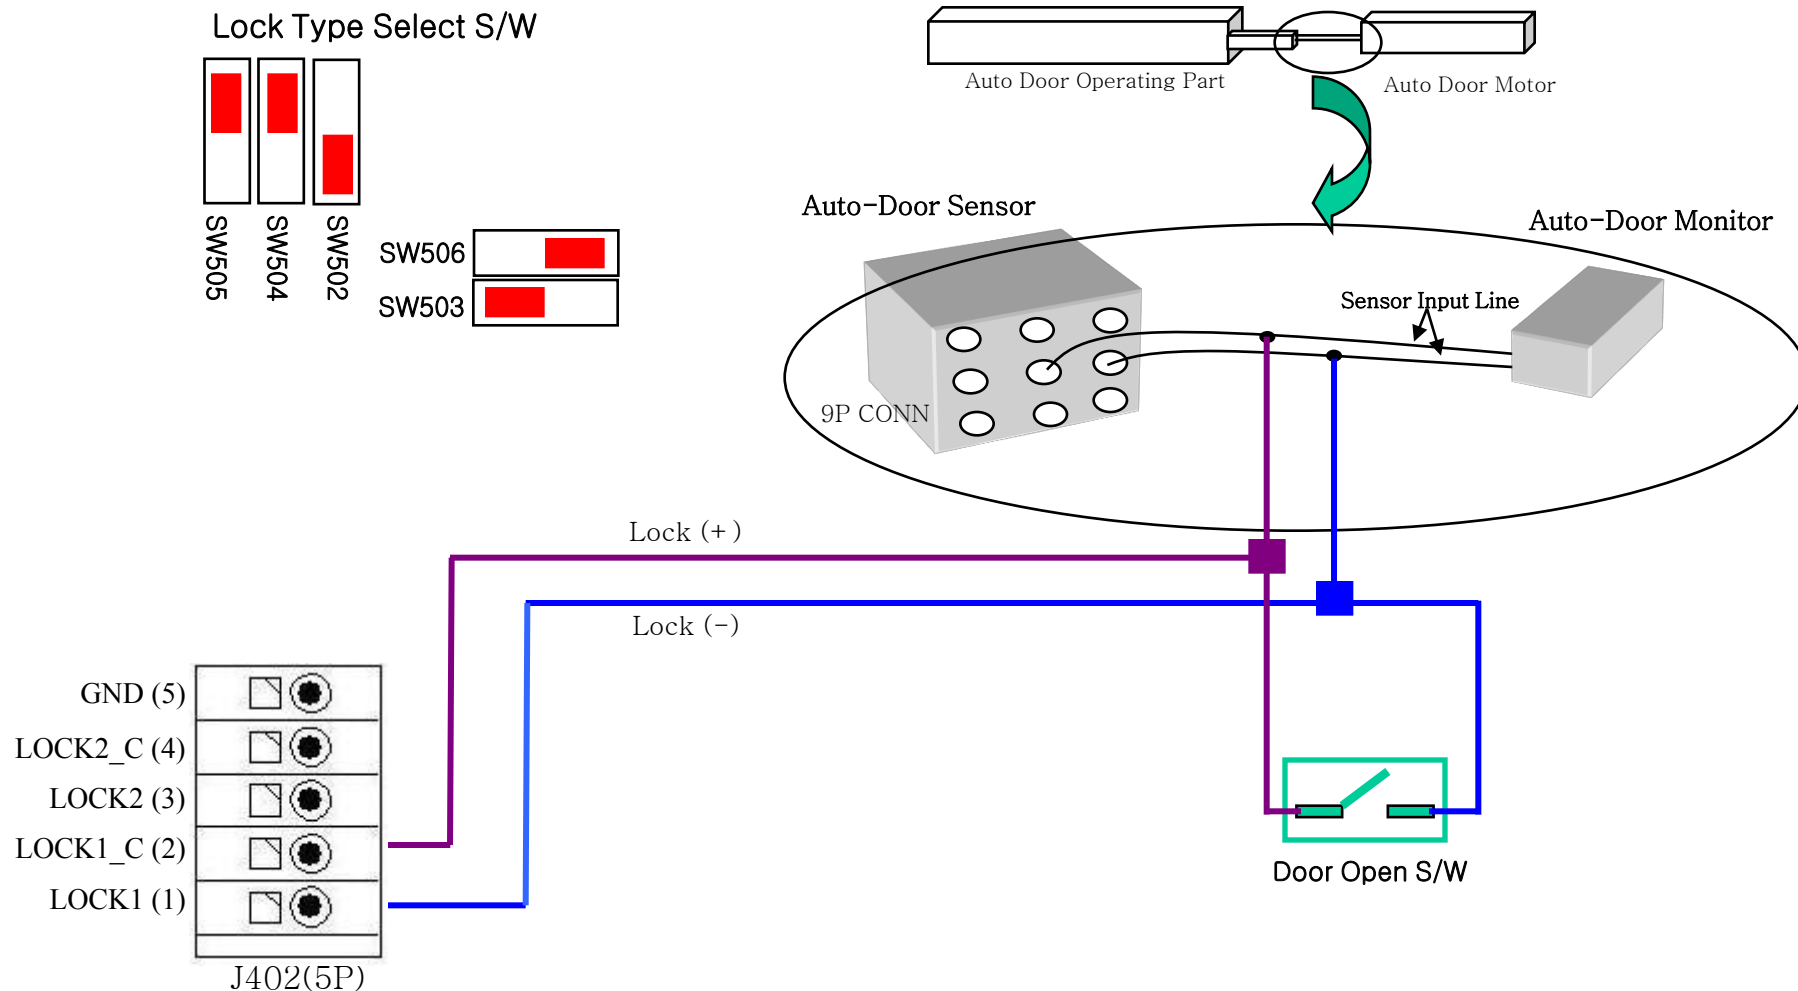 Lock Type Select S/W
SW505
SW504
SW502
SW506
SW503
Auto Door Operating Part
Auto Door Motor
Auto-Door Sensor
Auto-Door Monitor
Sensor Input Line
9P CONN
Lock (+)
Lock (-)
GND (5)
LOCK2_C (4)
LOCK2 (3)
LOCK1_C (2)
LOCK1 (1)
J402(5P)
Door Open S/W